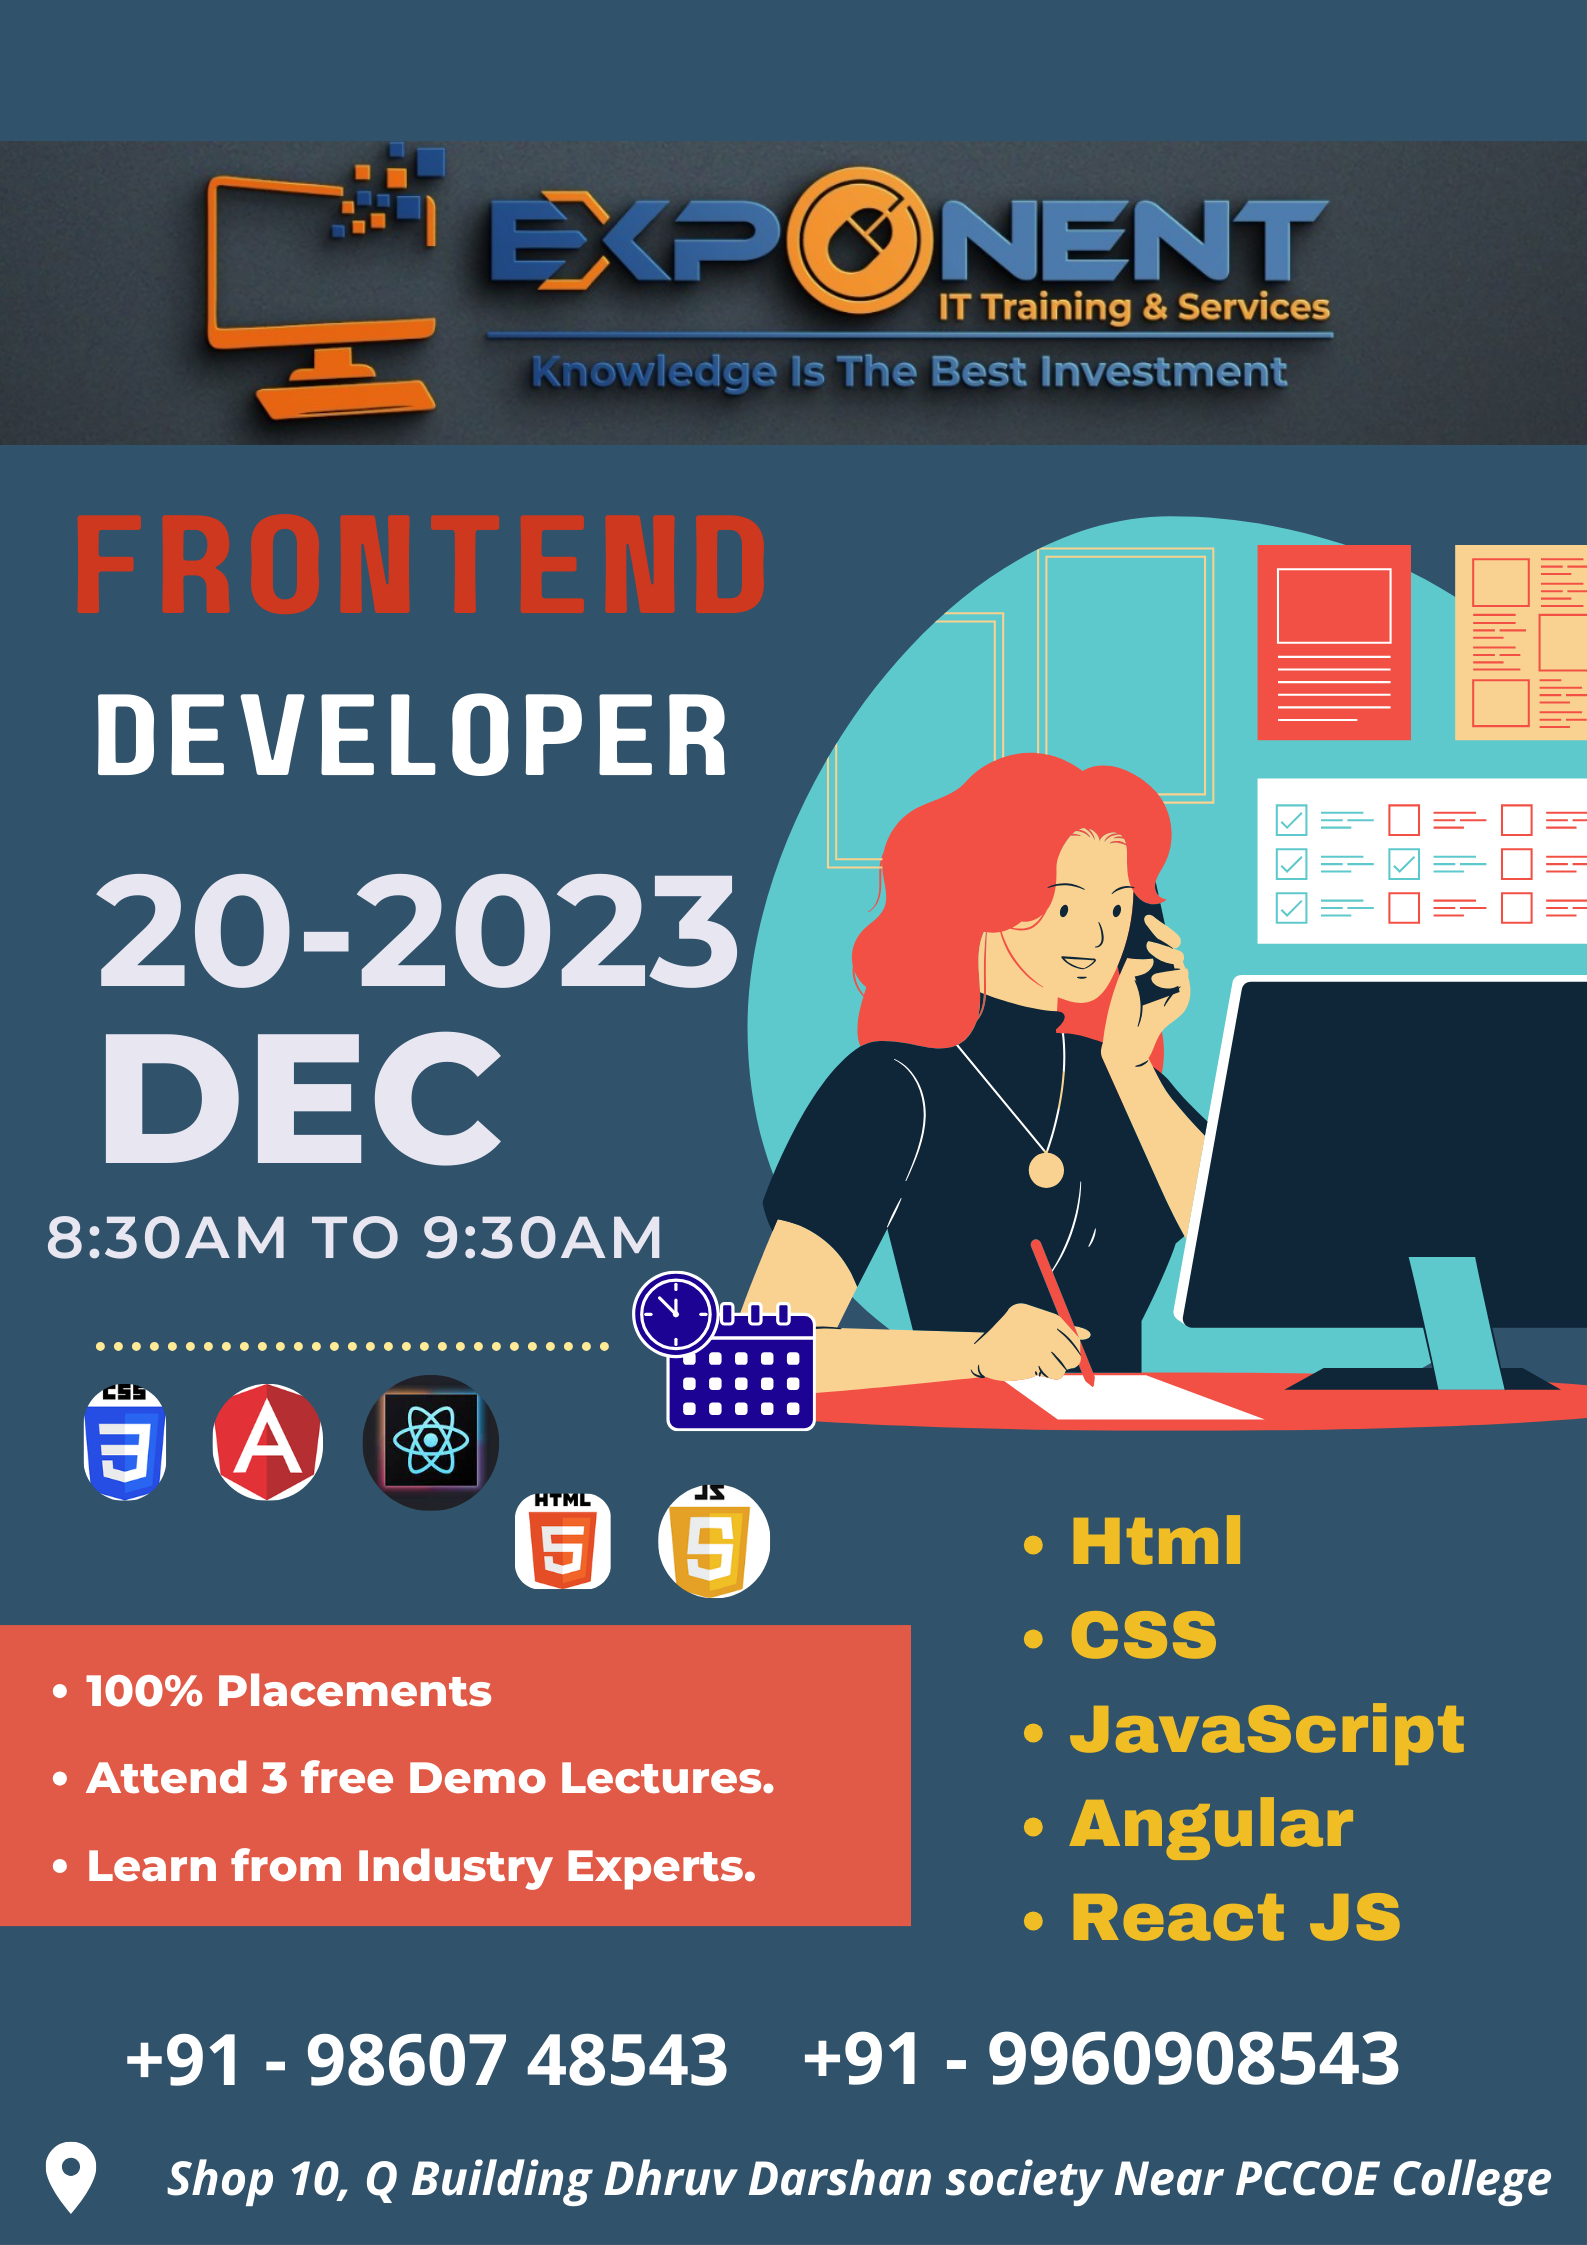 EXPONENT
IT Training & Services
Knowledge Is The Best Investment
FRONTEND
DEVELOPER
20-2023
DEC
8:30AM TO 9:30AM
CSS
HTML
JS
• 100% Placements
• Attend 3 free Demo Lectures.
• Learn from Industry Experts.
• Html
• CSS
• JavaScript
• Angular
• React JS
+91 - 98607 48543 +91 - 9960908543
Shop 10, Q Building Dhruv Darshan society Near PCCOE College